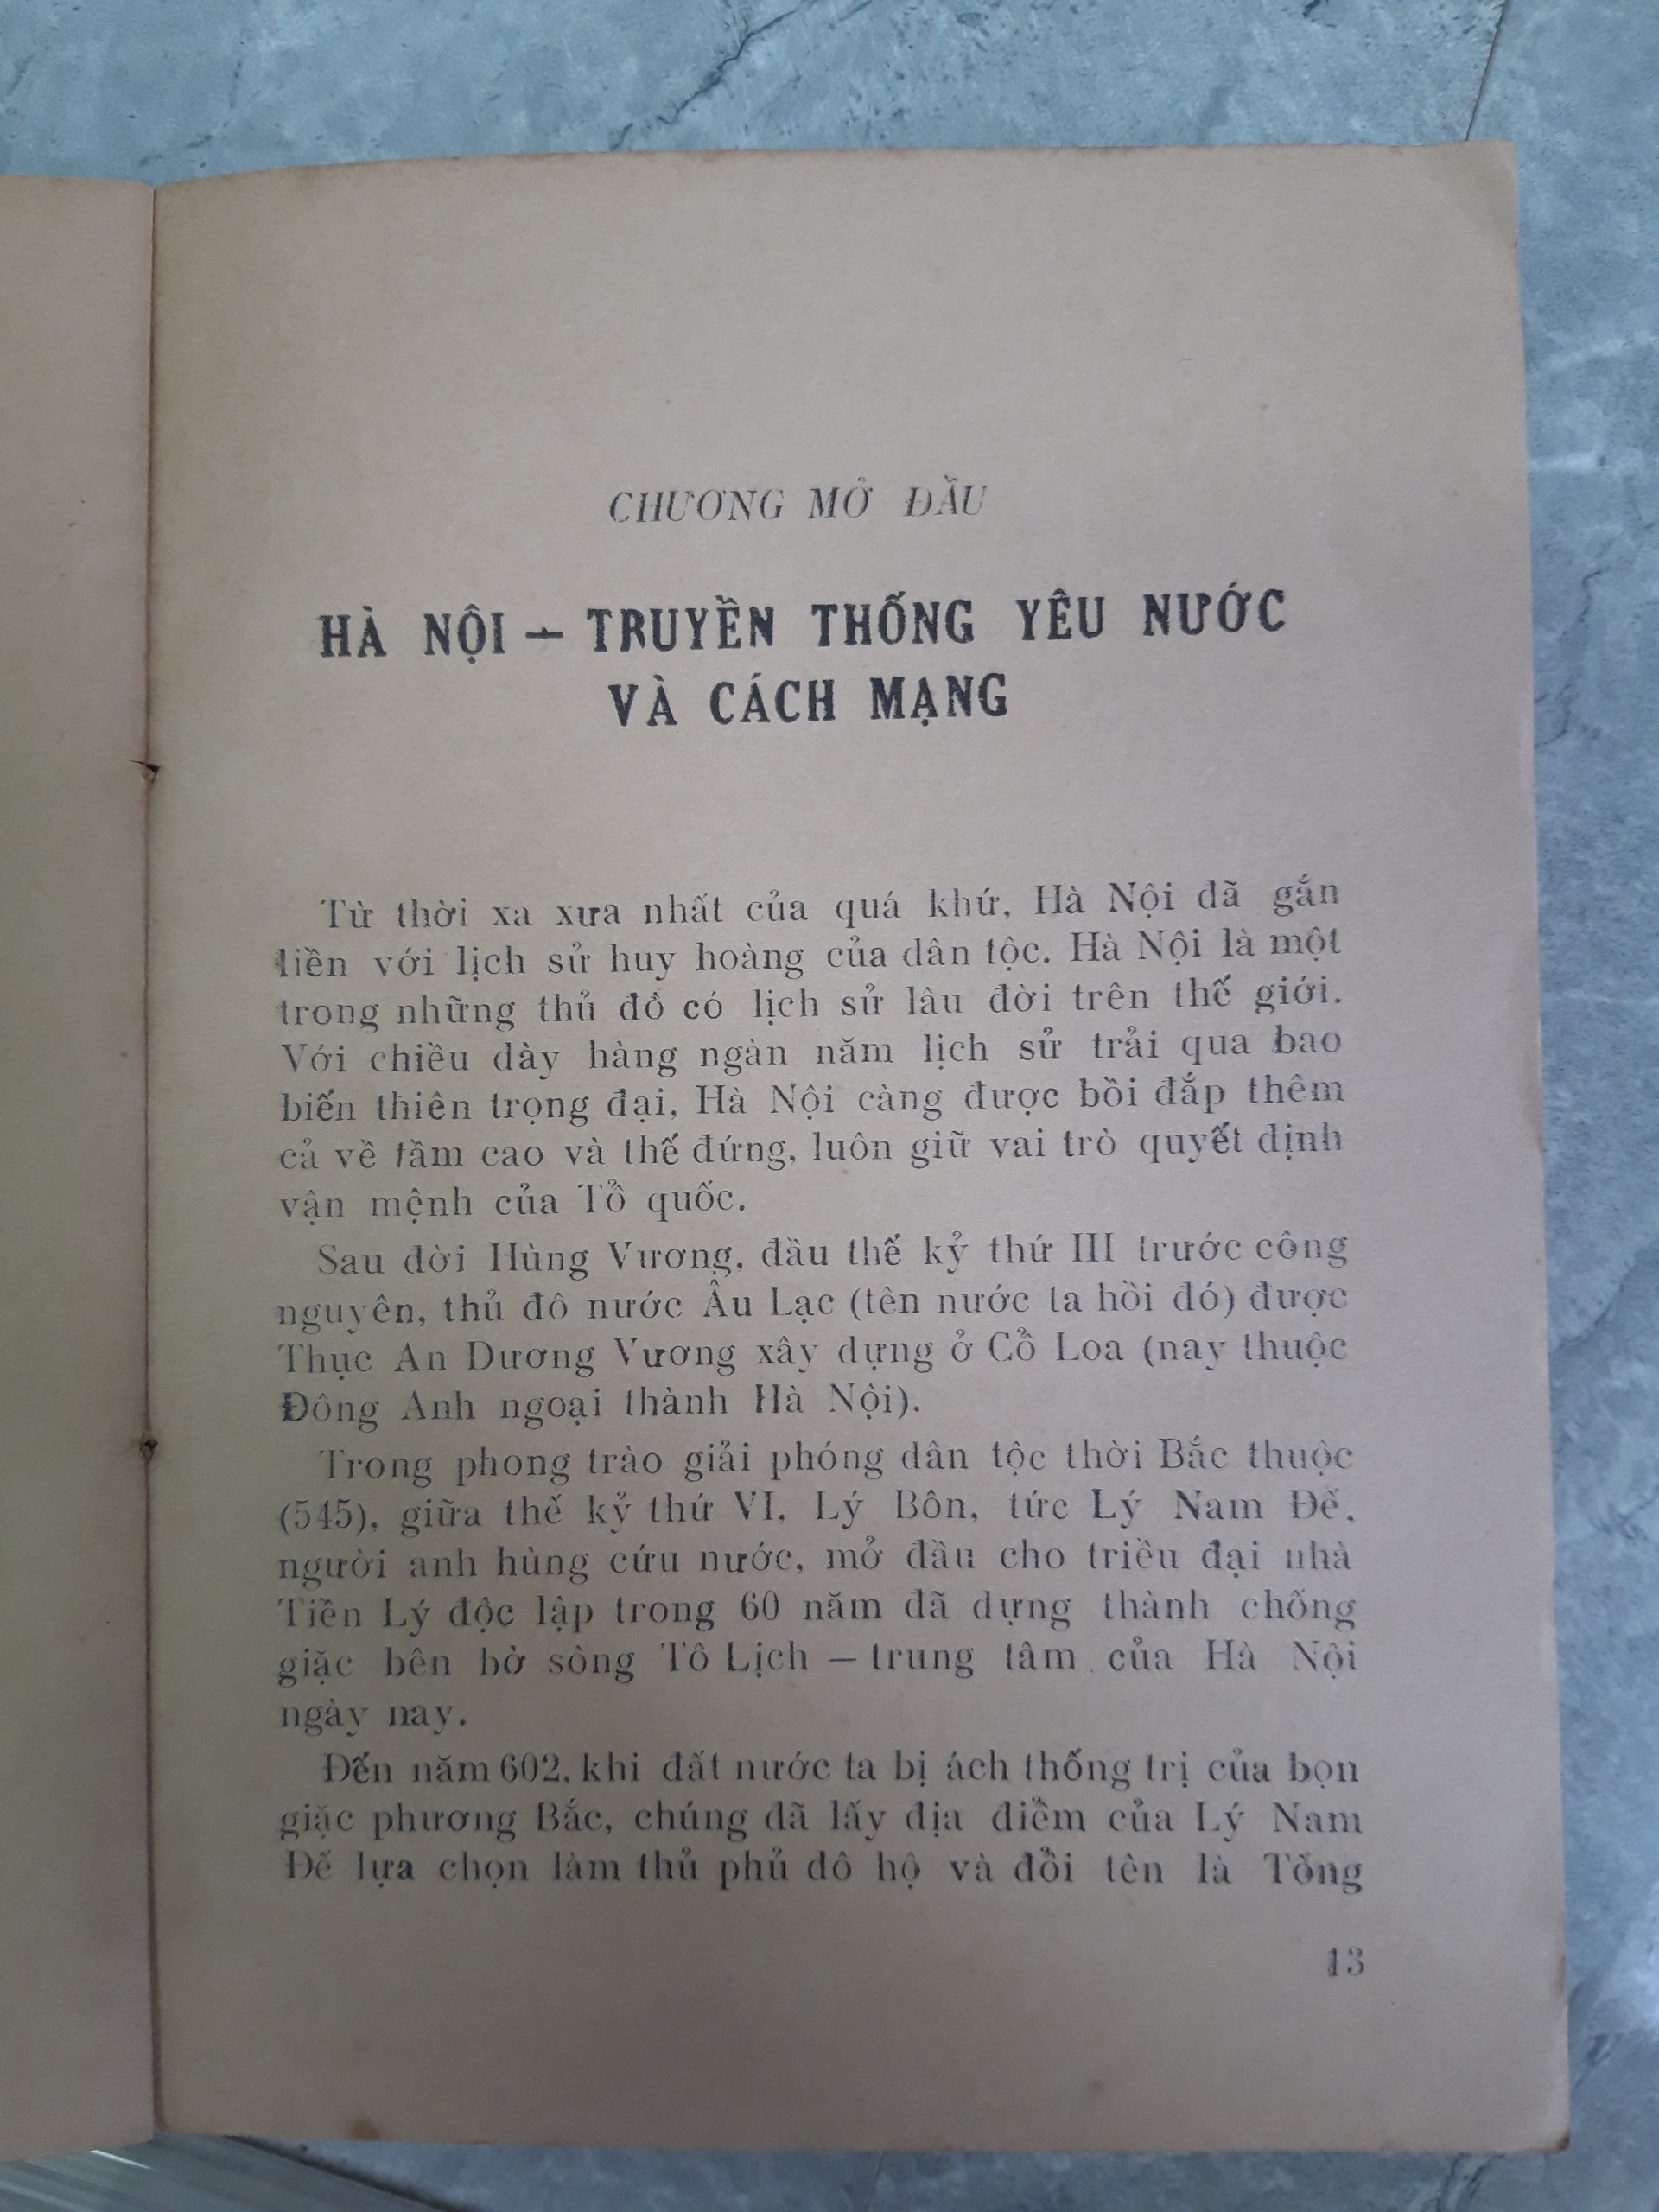 CHƯƠNG MỞ ĐẦU
HÀ NỘI — TRUYỀN THỐNG YÊU NƯỚC
VÀ CÁCH MẠNG
Từ thời xa xưa nhất của quá khứ, Hà Nội đã gắn
liền với lịch sử huy hoàng của dân tộc. Hà Nội là một
trong những thủ đô có lịch sử lâu đời trên thế giới.
Với chiều dày hàng ngàn năm lịch sử trải qua bao
biến thiên trọng đại, Hà Nội càng được bồi đắp thêm
cả về tầm cao và thế đứng, luôn giữ vai trò quyết định
vận mệnh của Tổ quốc.
Sau đời Hùng Vương, đầu thế kỷ thứ III trước công
nguyên, thủ đô nước Âu Lạc (tên nước ta hồi đó) được
Thục An Dương Vương xây dựng ở Cổ Loa (nay thuộc
Đông Anh ngoại thành Hà Nội).
Trong phong trào giải phóng dân tộc thời Bắc thuộc
(545), giữa thế kỷ thứ VI, Lý Bôn, tức Lý Nam Đế,
người anh hùng cứu nước, mở đầu cho triều đại nhà
Tiền Lý độc lập trong 60 năm đã dựng thành chống
giặc bên bờ sông Tô Lịch — trung tâm của Hà Nội
ngày nay.
Đến năm 602, khi đất nước ta bị ách thống trị của bọn
giặc phương Bắc, chúng đã lấy địa điểm của Lý Nam
Đế lựa chọn làm thủ phủ đô hộ và đổi tên là Tống
13